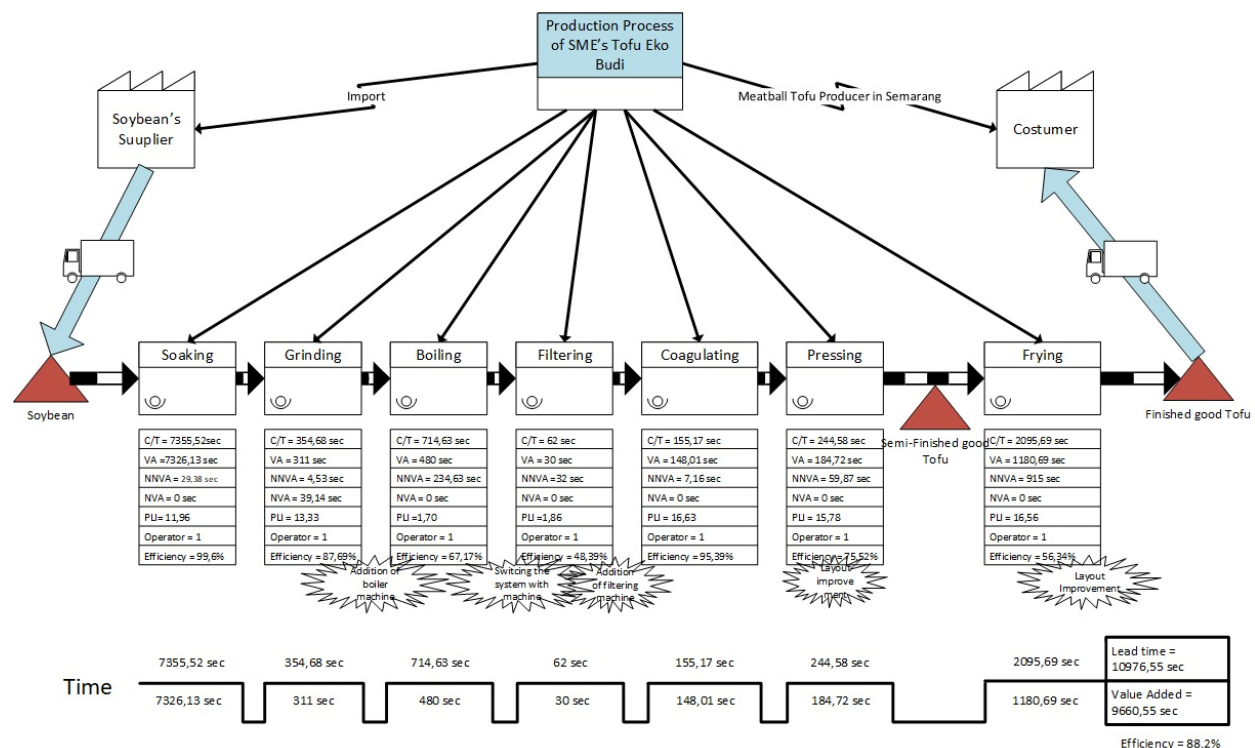 Production Process
of SME's Tofu Eko
Budi
Import
Meatball Tofu Producer in Semarang
Soybean's
Suuplier
Costumer
Soaking
Grinding
Boiling
Filtering
Coagulating
Pressing
Frying
Soybean
Semi-Finished good
Tofu
Finished good Tofu
C/T = 7355,52sec
VA =7326,13 sec
NNVA = 29,38 sec
NVA = 0 sec
PLI = 11,96
Operator = 1
Efficiency = 99,6%
C/T = 354,68 sec
VA = 311 sec
NNVA = 4,53 sec
NVA = 39,14 sec
PLI = 13,33
Operator = 1
Efficiency = 87,69%
C/T = 714,63 sec
VA = 480 sec
NNVA = 234,63 sec
NVA = 0 sec
PLI =1,70
Operator = 1
Efficiency = 67,17%
C/T = 62 sec
VA = 30 sec
NNVA =32 sec
NVA = 0 sec
PLI =1,86
Operator = 1
Efficiency = 48,39%
C/T = 155,17 sec
VA = 148,01 sec
NNVA = 7,16 sec
NVA = 0 sec
PLI = 16,63
Operator = 1
Efficiency = 95,39%
C/T = 244,58 sec
VA = 184,72 sec
NNVA = 59,87 sec
NVA = 0 sec
PLI = 15,78
Operator = 1
Efficiency = 75,52%
C/T = 2095,69 sec
VA = 1180,69 sec
NNVA = 915 sec
NVA = 0 sec
PLI = 16,56
Operator = 1
Efficiency = 56,34%
Addition of
boiler
machine
Switcing the
system with
machine
Addition
of filtering
machine
Layout
improve
ment
Layout
Improvement
Time
7355,52 sec
354,68 sec
714,63 sec
62 sec
155,17 sec
244,58 sec
2095,69 sec
7326,13 sec
311 sec
480 sec
30 sec
148,01 sec
184,72 sec
1180,69 sec
Lead time =
10976,55 sec
Value Added =
9660,55 sec
Efficiency = 88,2%